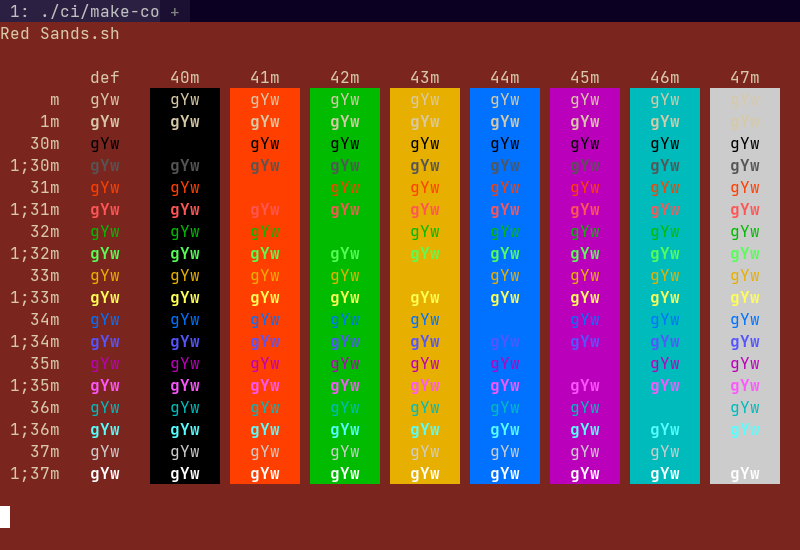 1: ./ci/make-co +
Red Sands.sh
def 40m 41m 42m 43m 44m 45m 46m 47m
m gYw gYw gYw gYw gYw gYw gYw gYw gYw
1m gYw gYw gYw gYw gYw gYw gYw gYw gYw
30m gYw gYw gYw gYw gYw gYw gYw gYw
1;30m gYw gYw gYw gYw gYw gYw gYw gYw gYw
31m gYw gYw gYw gYw gYw gYw gYw gYw
1;31m gYw gYw gYw gYw gYw gYw gYw gYw gYw
32m gYw gYw gYw gYw gYw gYw gYw gYw
1;32m gYw gYw gYw gYw gYw gYw gYw gYw gYw
33m gYw gYw gYw gYw gYw gYw gYw gYw
1;33m gYw gYw gYw gYw gYw gYw gYw gYw gYw
34m gYw gYw gYw gYw gYw gYw gYw gYw
1;34m gYw gYw gYw gYw gYw gYw gYw gYw gYw
35m gYw gYw gYw gYw gYw gYw gYw gYw
1;35m gYw gYw gYw gYw gYw gYw gYw gYw gYw
36m gYw gYw gYw gYw gYw gYw gYw gYw
1;36m gYw gYw gYw gYw gYw gYw gYw gYw gYw
37m gYw gYw gYw gYw gYw gYw gYw gYw
1;37m gYw gYw gYw gYw gYw gYw gYw gYw gYw